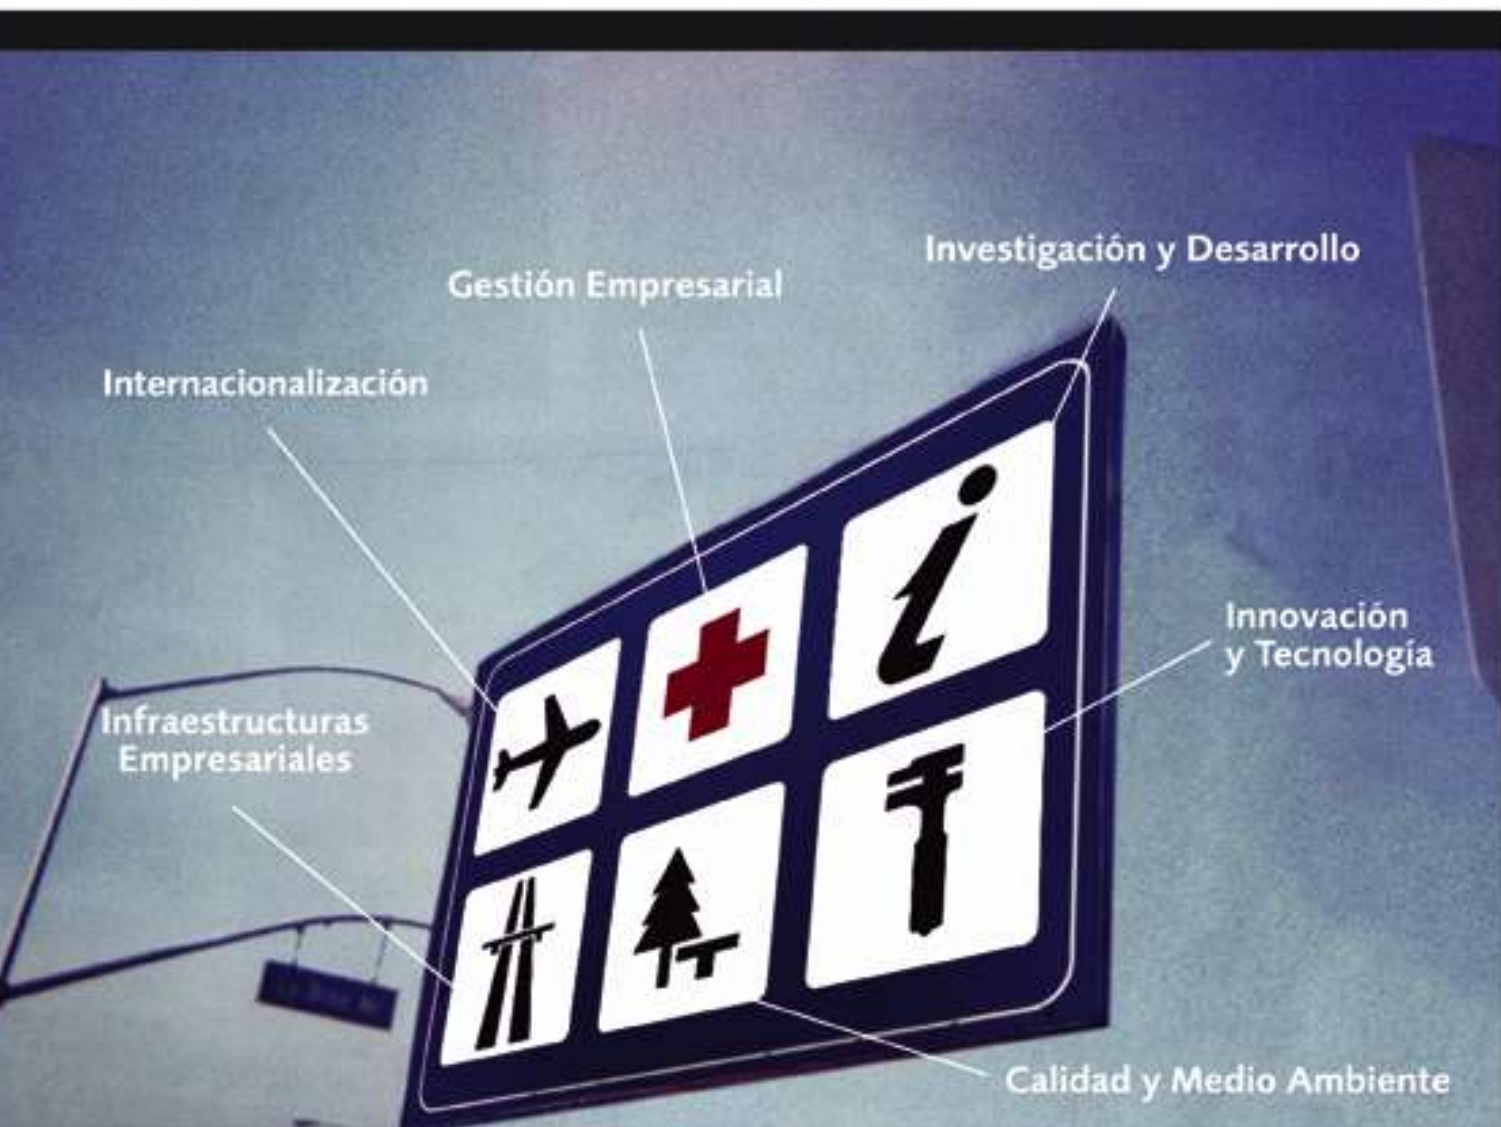 Investigación y Desarrollo
Gestión Empresarial
Internacionalización
Innovación
y Tecnología
Infraestructuras
Empresariales
Calidad y Medio Ambiente